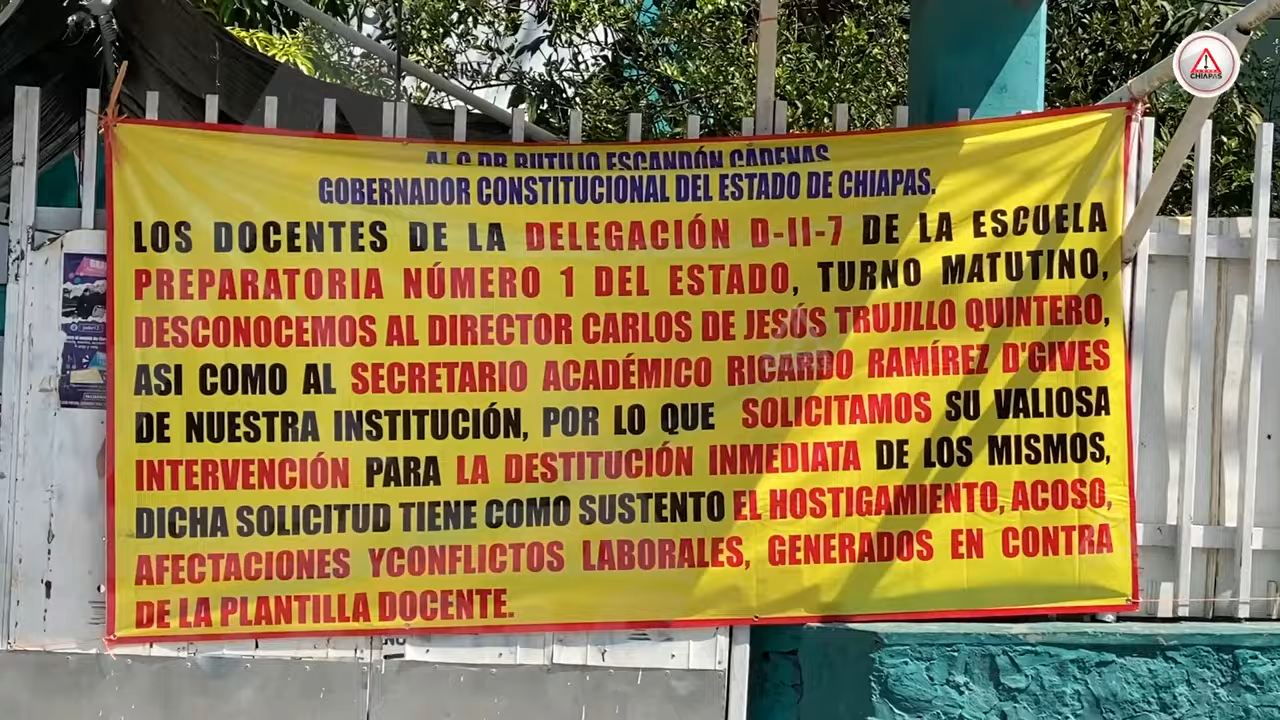 AL C. DR. RUTILIO ESCANDÓN CÁDENAS
GOBERNADOR CONSTITUCIONAL DEL ESTADO DE CHIAPAS.
LOS DOCENTES DE LA DELEGACIÓN D-II-7 DE LA ESCUELA
PREPARATORIA NÚMERO 1 DEL ESTADO, TURNO MATUTINO,
DESCONOCEMOS AL DIRECTOR CARLOS DE JESÚS TRUJILLO QUINTERO,
ASI COMO AL SECRETARIO ACADÉMICO RICARDO RAMÍREZ D'GIVES
DE NUESTRA INSTITUCIÓN, POR LO QUE SOLICITAMOS SU VALIOSA
INTERVENCIÓN PARA LA DESTITUCIÓN INMEDIATA DE LOS MISMOS,
DICHA SOLICITUD TIENE COMO SUSTENTO EL HOSTIGAMIENTO, ACOSO,
AFECTACIONES YCONFLICTOS LABORALES, GENERADOS EN CONTRA
DE LA PLANTILLA DOCENTE.
CHIAPAS